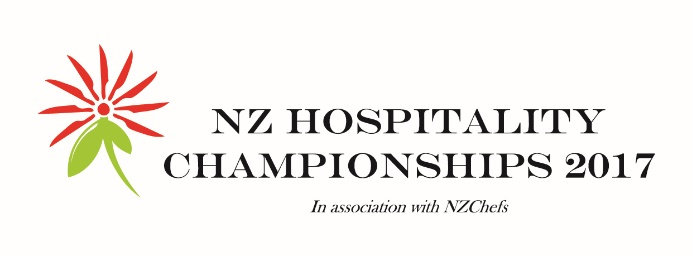 NZ HOSPITALITY
CHAMPIONSHIPS 2017
In association with NZChefs